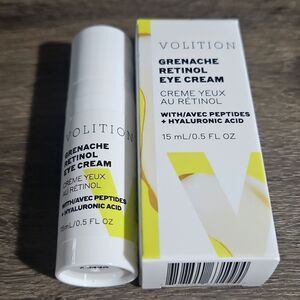 VOLITION
GRENACHE
RETINOL
EYE CREAM
CRÈME YEUX
AU RÉTINOL
WITH/AVEC PEPTIDES
+ HYALURONIC ACID
15 mL/0.5 FL OZ
VOLITION
GRENACHE
RETINOL
EYE CREAM
CRÈME YEUX
AU RÉTINOL
WITH/AVEC PEPTIDES
+ HYALURONIC ACID
15 mL/0.5 FL OZ